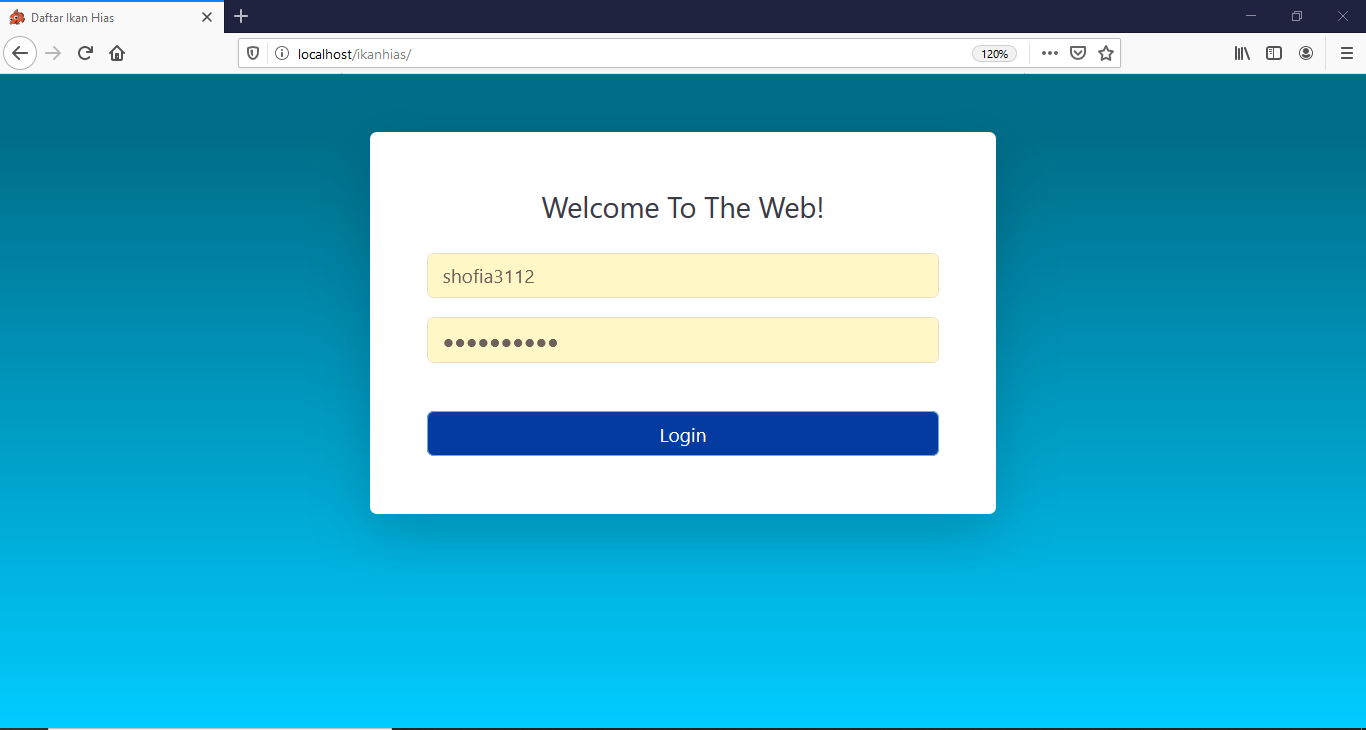 Daftar Ikan Hias
localhost/ikanhias/
120%
Welcome To The Web!
shofia3112
●●●●●●●●●●
Login